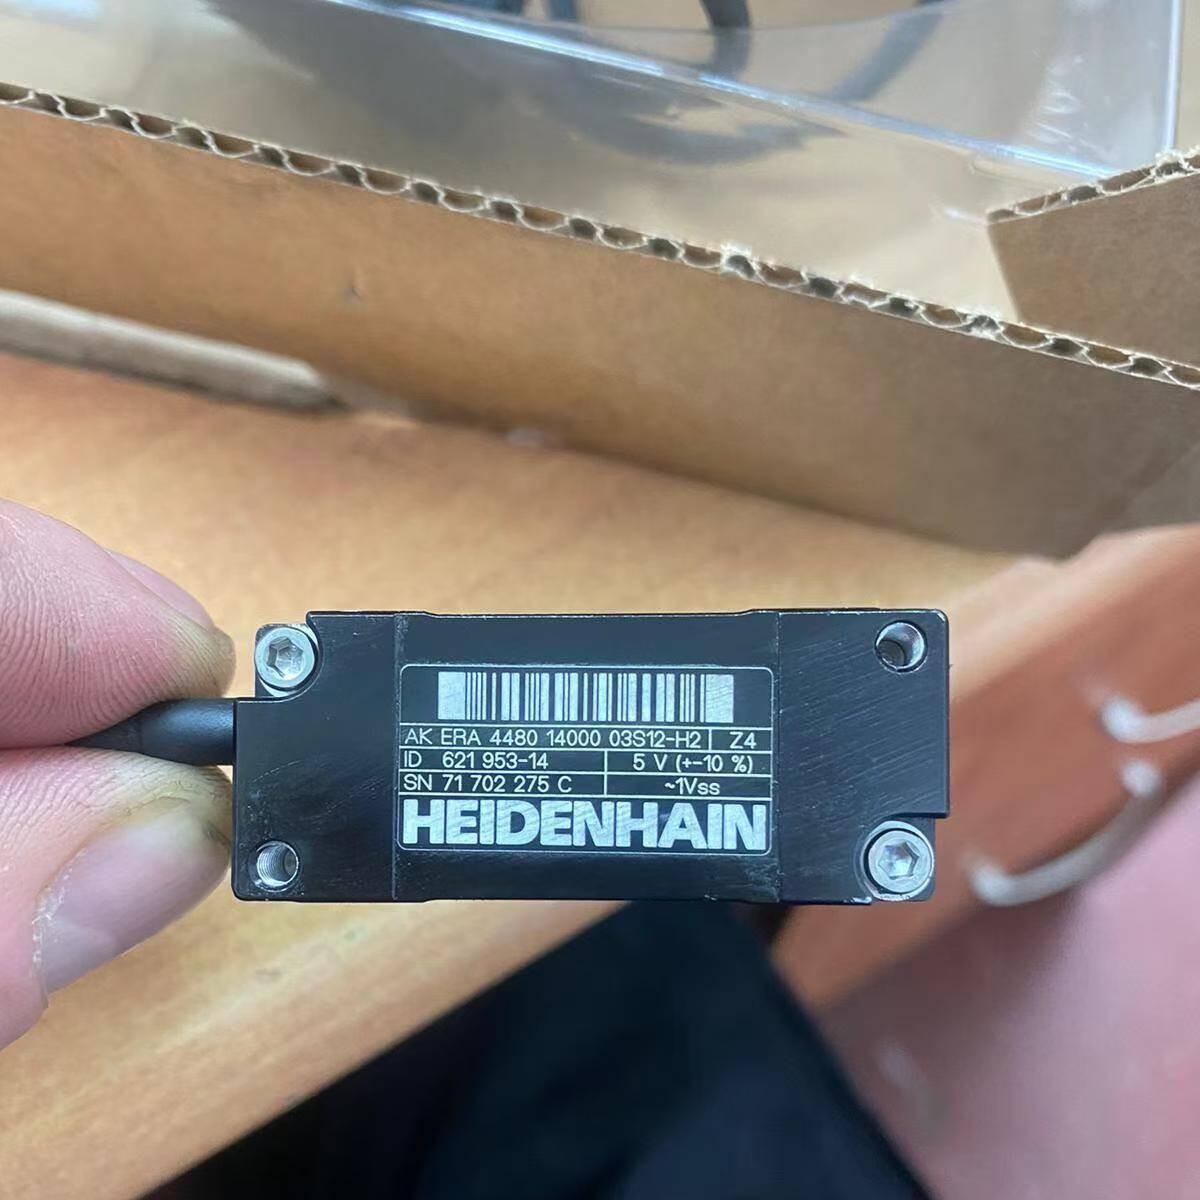 AK ERA 4480 14000 03S12-H2 Z4
ID 621 953-14 5 V (+-10 %)
SN 71 702 275 C ~1Vss
HEIDENHAIN